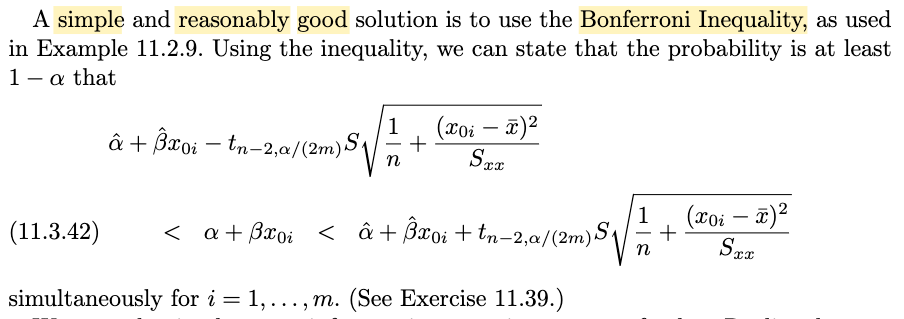 A simple and reasonably good solution is to use the Bonferroni Inequality, as used
in Example 11.2.9. Using the inequality, we can state that the probability is at least
1 − α that
α̂ + β̂x₀ᵢ − tₙ₋₂,α/(2m) S √(1/n + (x₀ᵢ − x̄)²/Sₓₓ)
(11.3.42) < α + βx₀ᵢ < α̂ + β̂x₀ᵢ + tₙ₋₂,α/(2m) S √(1/n + (x₀ᵢ − x̄)²/Sₓₓ)
simultaneously for i = 1, . . . , m. (See Exercise 11.39.)